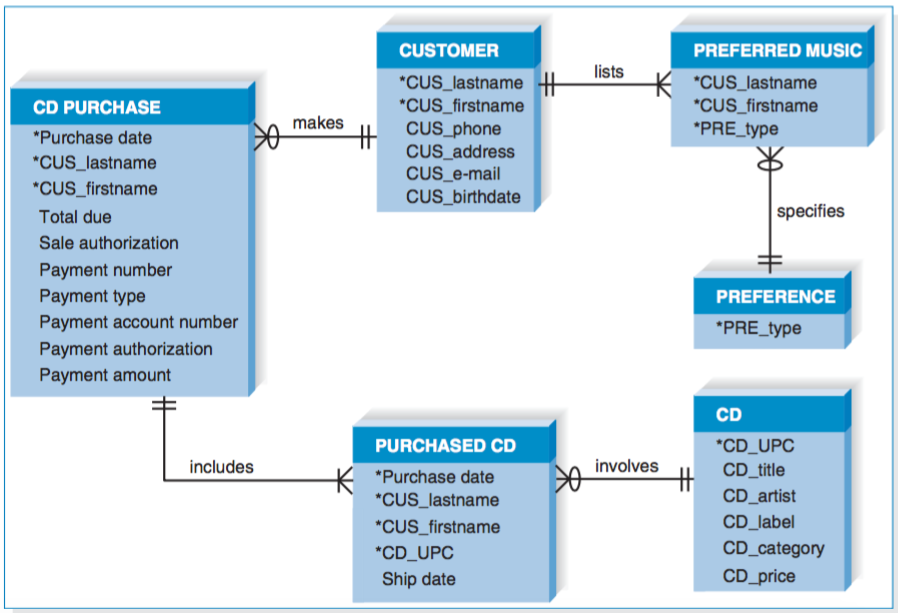 CUSTOMER
*CUS_lastname
*CUS_firstname
CUS_phone
CUS_address
CUS_e-mail
CUS_birthdate
lists
PREFERRED MUSIC
*CUS_lastname
*CUS_firstname
*PRE_type
CD PURCHASE
*Purchase date
*CUS_lastname
*CUS_firstname
Total due
Sale authorization
Payment number
Payment type
Payment account number
Payment authorization
Payment amount
makes
specifies
PREFERENCE
*PRE_type
includes
PURCHASED CD
*Purchase date
*CUS_lastname
*CUS_firstname
*CD_UPC
Ship date
involves
CD
*CD_UPC
CD_title
CD_artist
CD_label
CD_category
CD_price